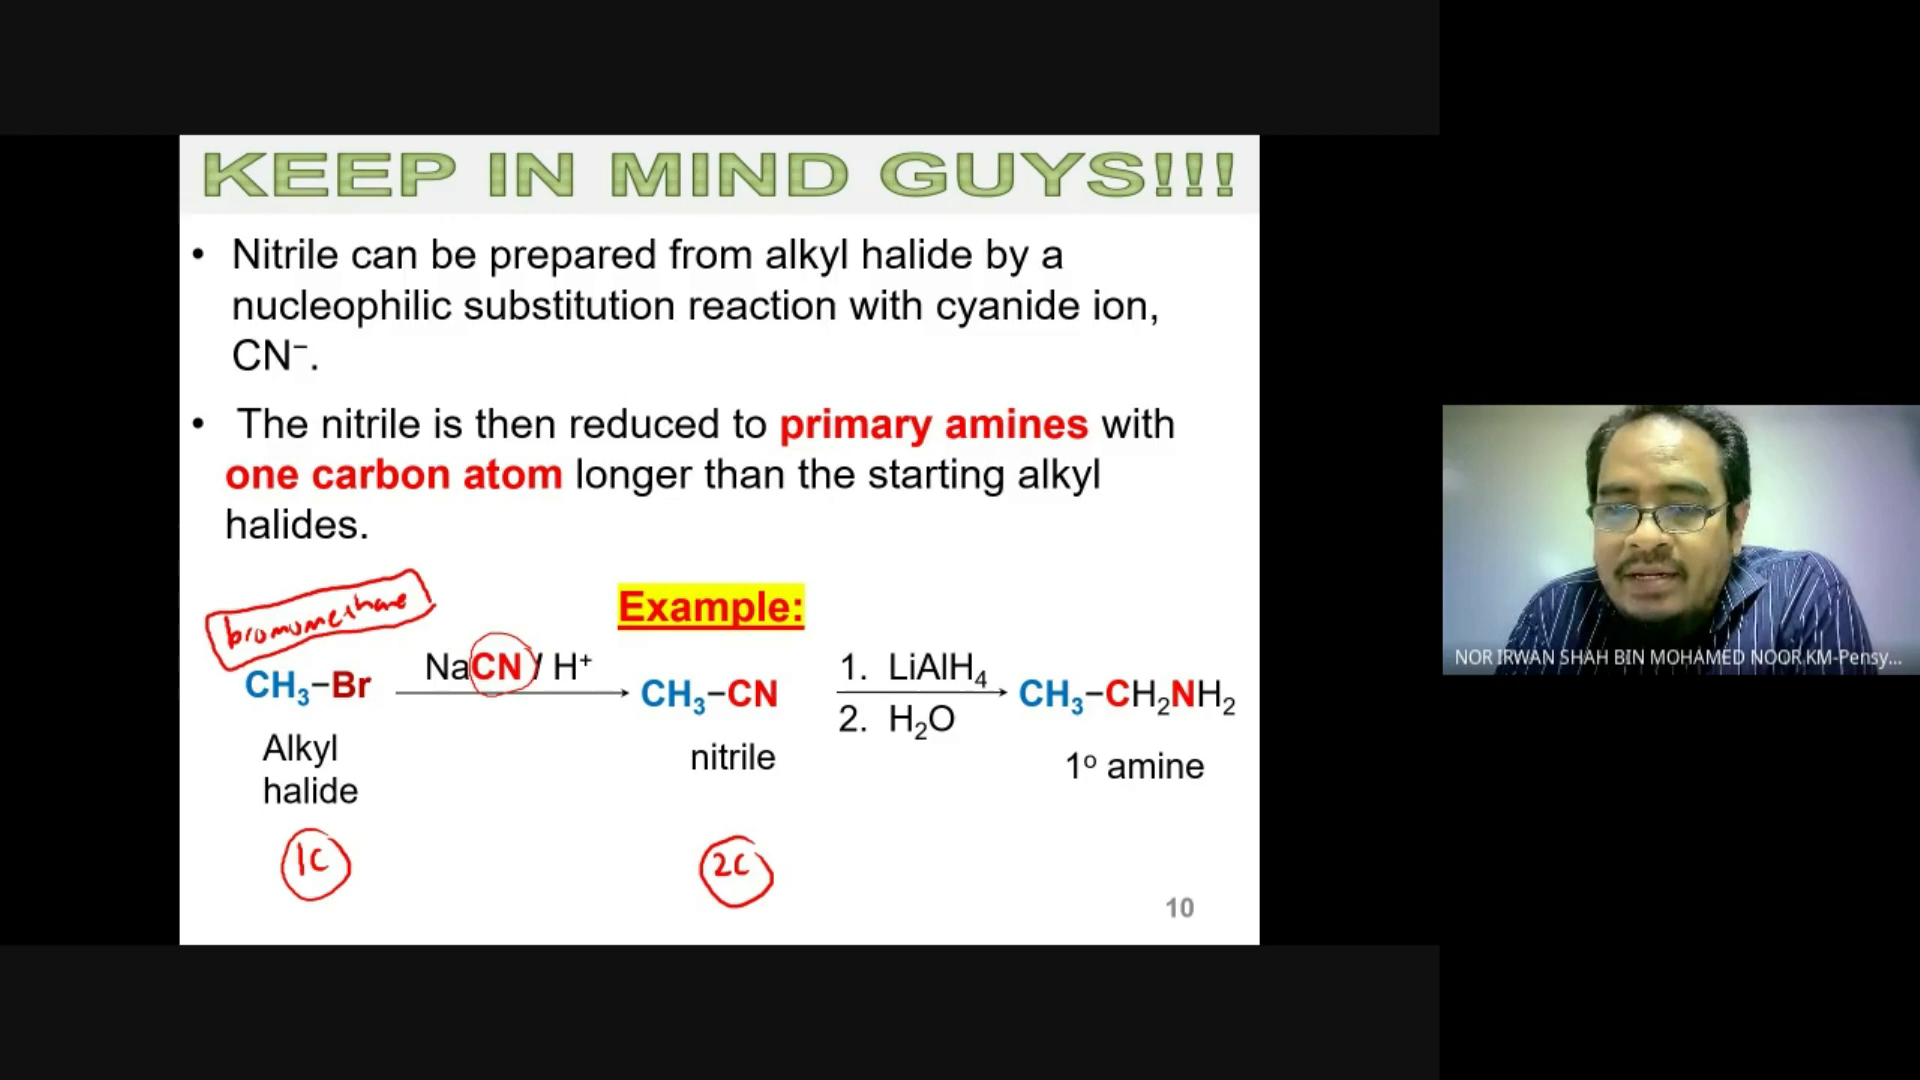 KEEP IN MIND GUYS!!!
• Nitrile can be prepared from alkyl halide by a
nucleophilic substitution reaction with cyanide ion,
CN⁻.
• The nitrile is then reduced to primary amines with
one carbon atom longer than the starting alkyl
halides.
bromomethane
Example:
CH₃–Br
NaCN / H⁺
CH₃–CN
1. LiAlH₄
2. H₂O
CH₃–CH₂NH₂
Alkyl
halide
nitrile
1º amine
1C
2C
10
NOR IRWAN SHAH BIN MOHAMED NOOR KM-Pensy...